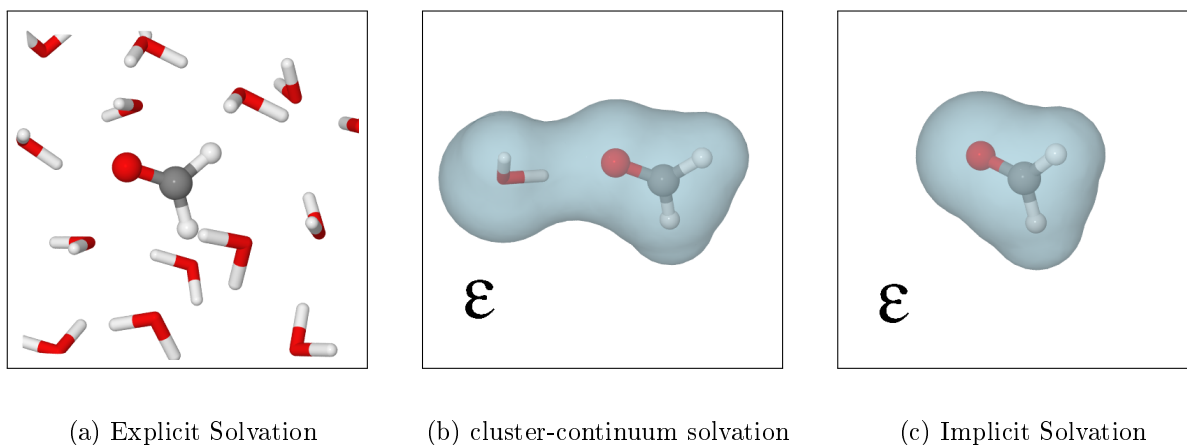 ε
ε
(a) Explicit Solvation
(b) cluster-continuum solvation
(c) Implicit Solvation